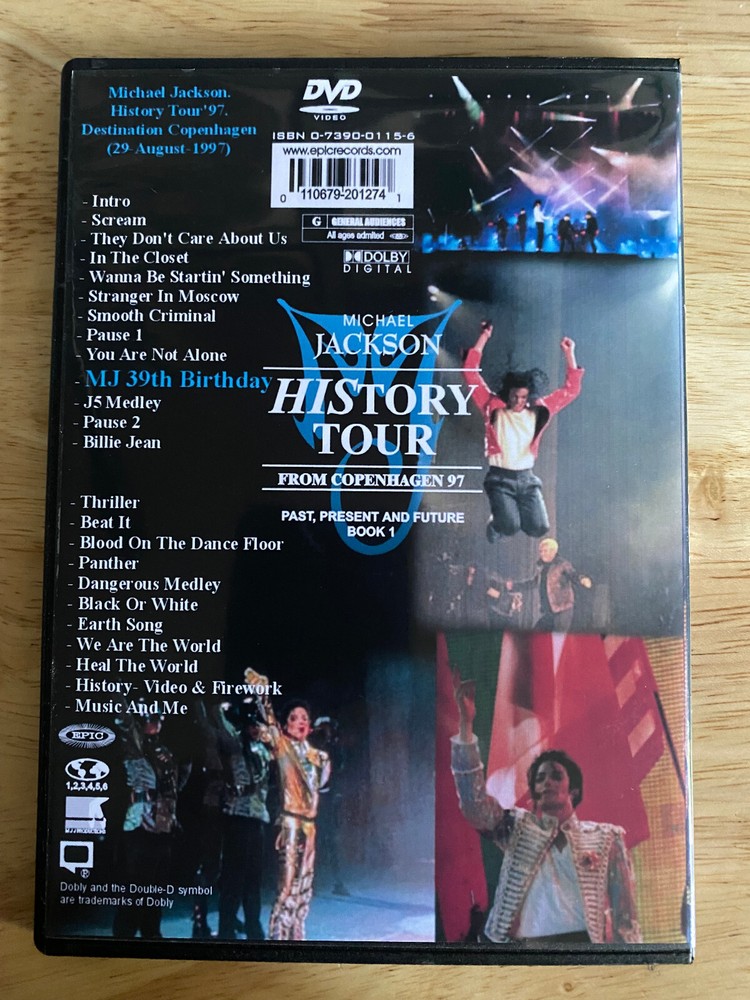 Michael Jackson.
History Tour'97.
Destination Copenhagen
(29-August-1997)
DVD
VIDEO
ISBN 0-7390-0115-6
www.epicrecords.com
0 110679-201274 1
G GENERAL AUDIENCES
All ages admited
DOLBY
DIGITAL
- Intro
- Scream
- They Don't Care About Us
- In The Closet
- Wanna Be Startin' Something
- Stranger In Moscow
- Smooth Criminal
- Pause 1
- You Are Not Alone
- MJ 39th Birthday
- J5 Medley
- Pause 2
- Billie Jean
MICHAEL
JACKSON
HISTORY
TOUR
FROM COPENHAGEN 97
PAST, PRESENT AND FUTURE
BOOK 1
- Thriller
- Beat It
- Blood On The Dance Floor
- Panther
- Dangerous Medley
- Black Or White
- Earth Song
- We Are The World
- Heal The World
- History- Video & Firework
- Music And Me
EPIC
1,2,3,4,5,6
MJJ PRODUCTIONS
®
Dobly and the Double-D symbol
are trademarks of Dobly